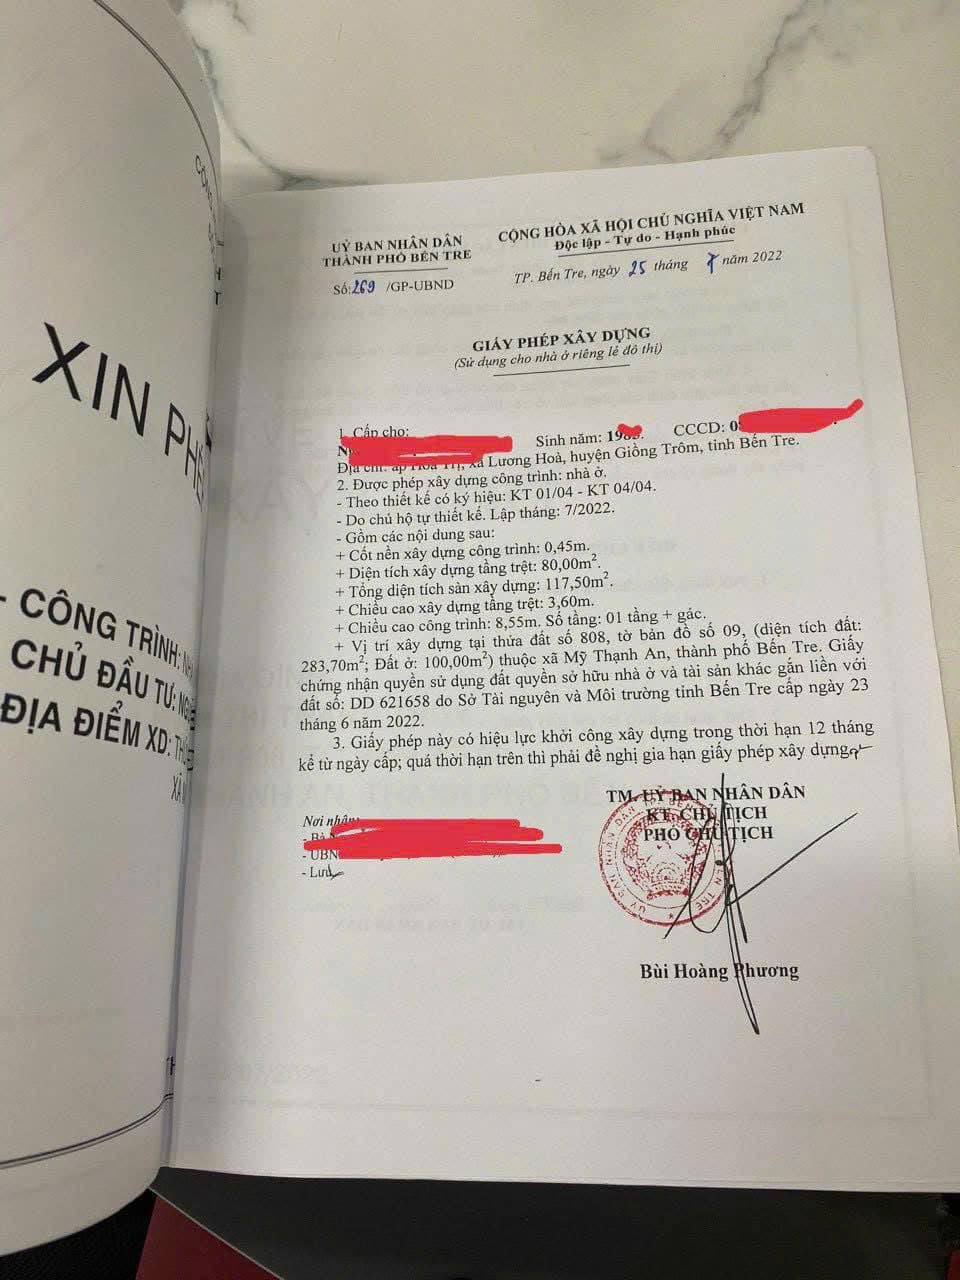 XIN PHÉP
- CÔNG TRÌNH:
CHỦ ĐẦU TƯ:
ĐỊA ĐIỂM XD:
UỶ BAN NHÂN DÂN
THÀNH PHỐ BẾN TRE
Số:269 /GP-UBND
CỘNG HÒA XÃ HỘI CHỦ NGHĨA VIỆT NAM
Độc lập - Tự do - Hạnh phúc
TP. Bến Tre, ngày 25 tháng 7 năm 2022
GIẤY PHÉP XÂY DỰNG
(Sử dụng cho nhà ở riêng lẻ đô thị)
1. Cấp cho:
Sinh năm: CCCD:
Địa chỉ: ấp Hoà Trị, xã Lương Hoà, huyện Giồng Trôm, tỉnh Bến Tre.
2. Được phép xây dựng công trình: nhà ở.
- Theo thiết kế có ký hiệu: KT 01/04 - KT 04/04.
- Do chủ hộ tự thiết kế. Lập tháng: 7/2022.
- Gồm các nội dung sau:
+ Cốt nền xây dựng công trình: 0,45m.
+ Diện tích xây dựng tầng trệt: 80,00m².
+ Tổng diện tích sàn xây dựng: 117,50m².
+ Chiều cao xây dựng tầng trệt: 3,60m.
+ Chiều cao công trình: 8,55m. Số tầng: 01 tầng + gác.
+ Vị trí xây dựng tại thửa đất số 808, tờ bản đồ số 09, (diện tích đất:
283,70m²; Đất ở: 100,00m²) thuộc xã Mỹ Thạnh An, thành phố Bến Tre. Giấy
chứng nhận quyền sử dụng đất quyền sở hữu nhà ở và tài sản khác gắn liền với
đất số: DD 621658 do Sở Tài nguyên và Môi trường tỉnh Bến Tre cấp ngày 23
tháng 6 năm 2022.
3. Giấy phép này có hiệu lực khởi công xây dựng trong thời hạn 12 tháng
kể từ ngày cấp; quá thời hạn trên thì phải đề nghị gia hạn giấy phép xây dựng.
Nơi nhận:
- Bà
- UBN
- Lưu
TM. UỶ BAN NHÂN DÂN
KT. CHỦ TỊCH
PHÓ CHỦ TỊCH
Bùi Hoàng Phương